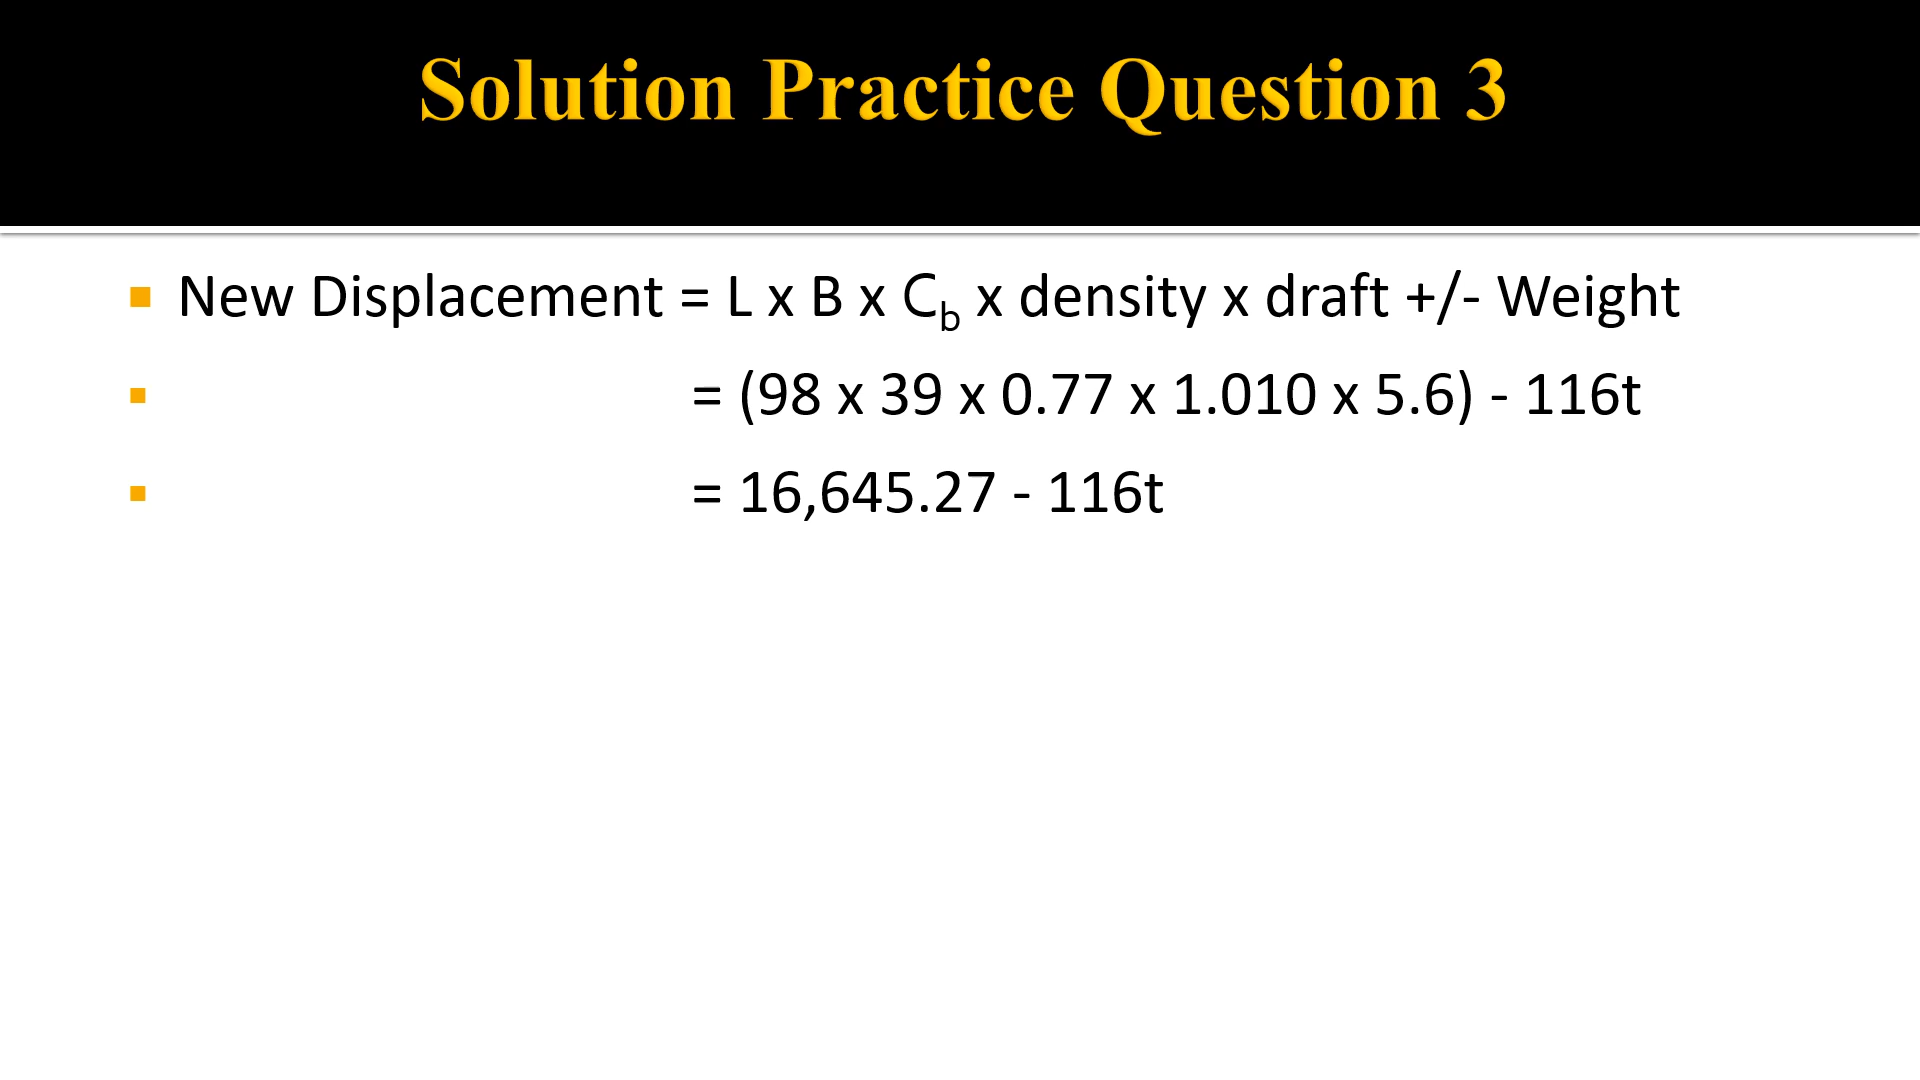 Solution Practice Question 3
New Displacement = L x B x Cb x density x draft +/- Weight
= (98 x 39 x 0.77 x 1.010 x 5.6) - 116t
= 16,645.27 - 116t